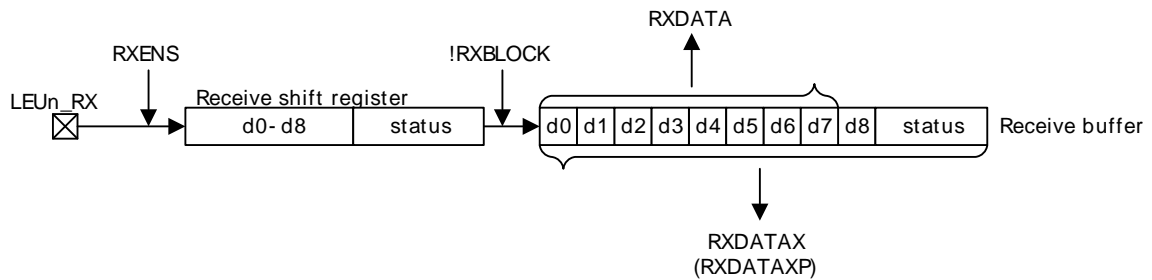 RXDATA
RXENS
!RXBLOCK
LEUn_RX
Receive shift register
d0- d8 status
d0 d1 d2 d3 d4 d5 d6 d7 d8 status
Receive buffer
RXDATAX
(RXDATAXP)